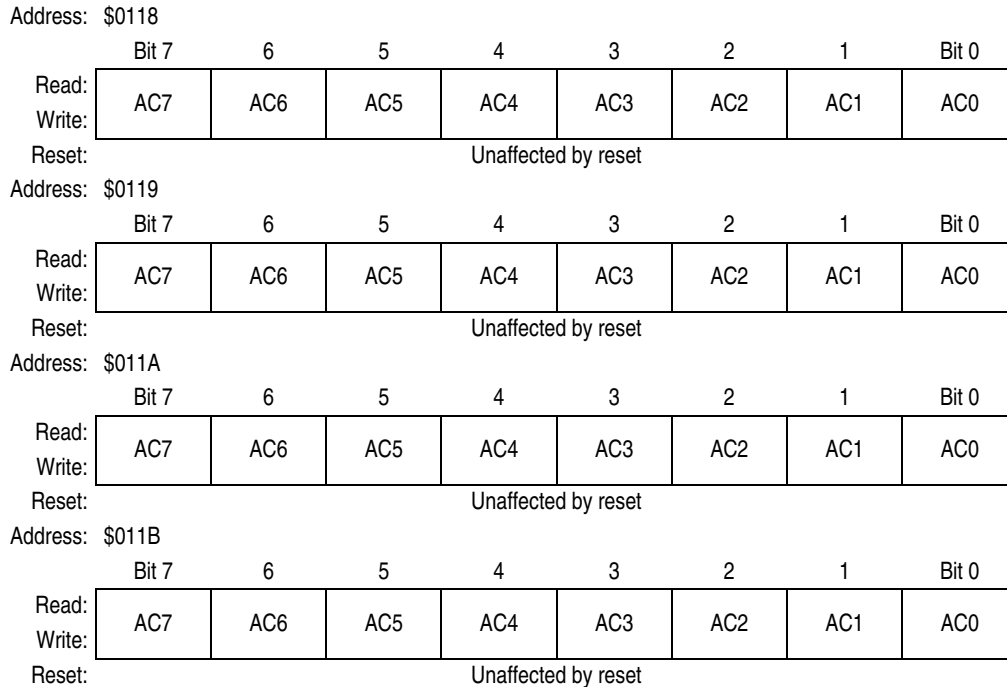 Address: $0118
Bit 7 6 5 4 3 2 1 Bit 0
Read:
AC7 AC6 AC5 AC4 AC3 AC2 AC1 AC0
Write:
Reset: Unaffected by reset
Address: $0119
Bit 7 6 5 4 3 2 1 Bit 0
Read:
AC7 AC6 AC5 AC4 AC3 AC2 AC1 AC0
Write:
Reset: Unaffected by reset
Address: $011A
Bit 7 6 5 4 3 2 1 Bit 0
Read:
AC7 AC6 AC5 AC4 AC3 AC2 AC1 AC0
Write:
Reset: Unaffected by reset
Address: $011B
Bit 7 6 5 4 3 2 1 Bit 0
Read:
AC7 AC6 AC5 AC4 AC3 AC2 AC1 AC0
Write:
Reset: Unaffected by reset